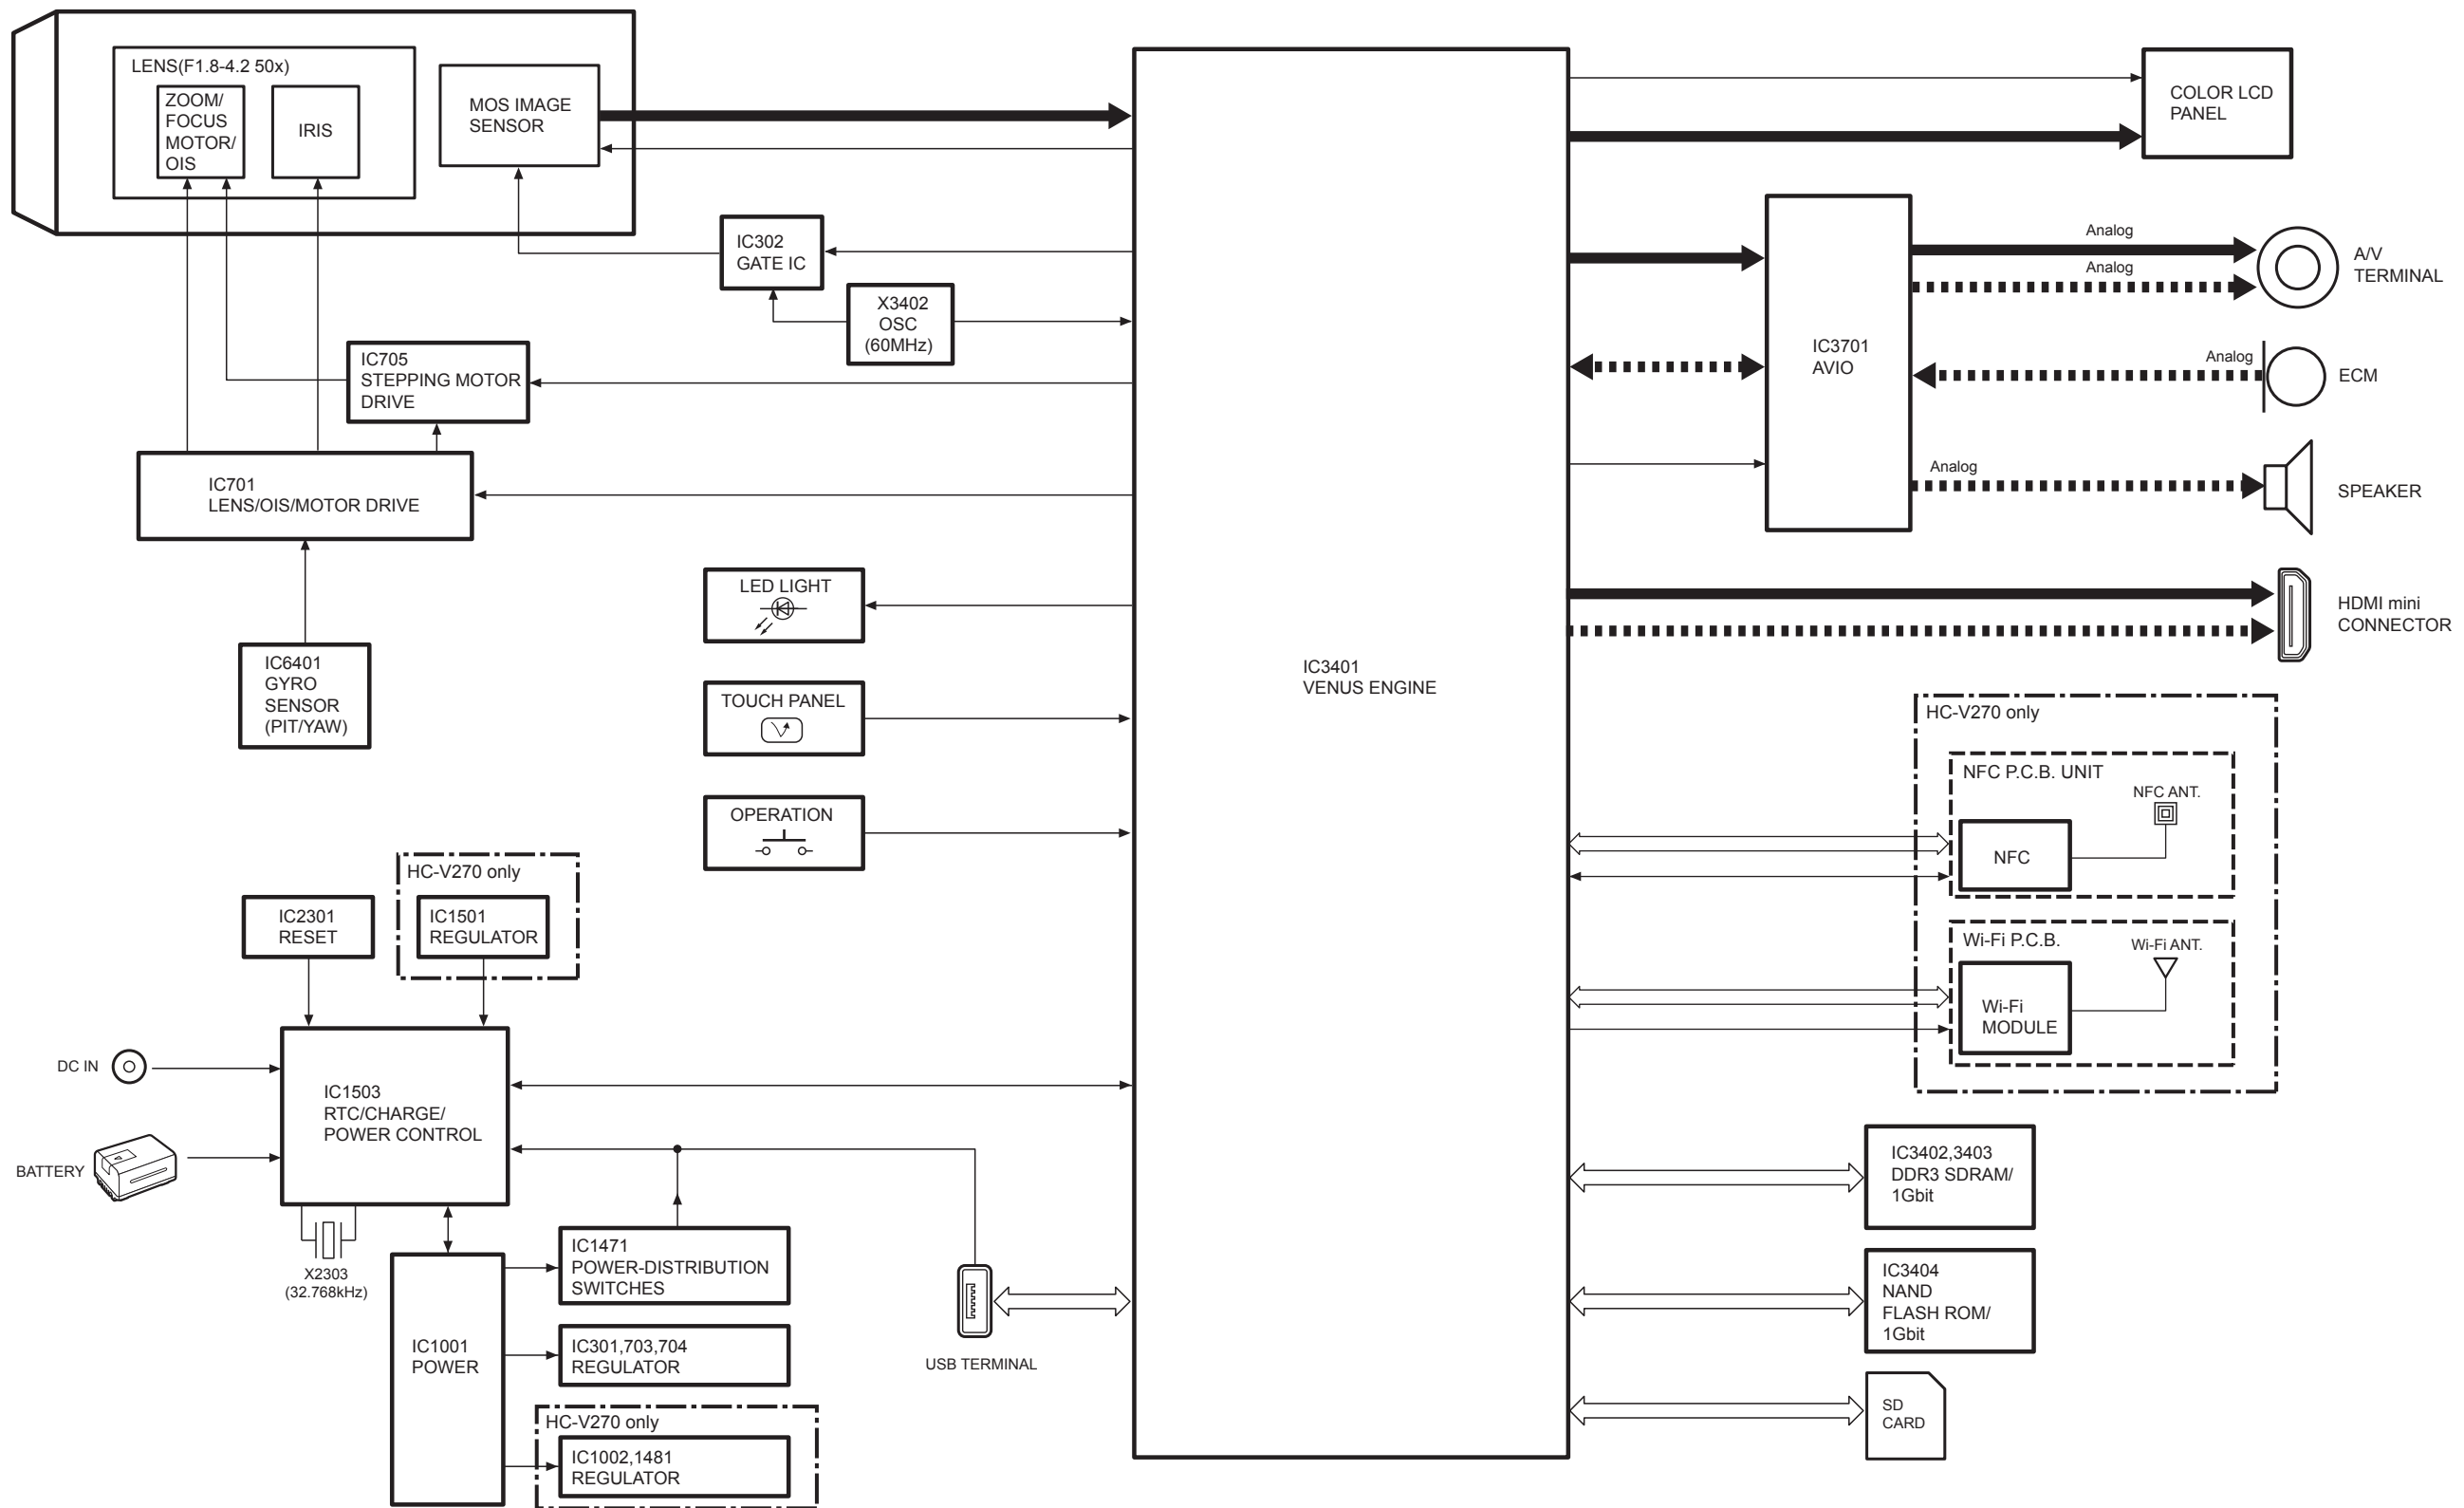 LENS(F1.8-4.2 50x)
ZOOM/
FOCUS
MOTOR/
OIS
IRIS
MOS IMAGE
SENSOR
IC302
GATE IC
X3402
OSC
(60MHz)
IC705
STEPPING MOTOR
DRIVE
IC701
LENS/OIS/MOTOR DRIVE
IC6401
GYRO
SENSOR
(PIT/YAW)
LED LIGHT
TOUCH PANEL
OPERATION
HC-V270 only
IC2301
RESET
IC1501
REGULATOR
DC IN
IC1503
RTC/CHARGE/
POWER CONTROL
BATTERY
X2303
(32.768kHz)
IC1471
POWER-DISTRIBUTION
SWITCHES
IC1001
POWER
IC301,703,704
REGULATOR
HC-V270 only
IC1002,1481
REGULATOR
USB TERMINAL
IC3401
VENUS ENGINE
COLOR LCD
PANEL
IC3701
AVIO
Analog
Analog
A/V
TERMINAL
Analog
ECM
Analog
SPEAKER
HDMI mini
CONNECTOR
HC-V270 only
NFC P.C.B. UNIT
NFC ANT.
NFC
Wi-Fi P.C.B.
Wi-Fi ANT.
Wi-Fi
MODULE
IC3402,3403
DDR3 SDRAM/
1Gbit
IC3404
NAND
FLASH ROM/
1Gbit
SD
CARD